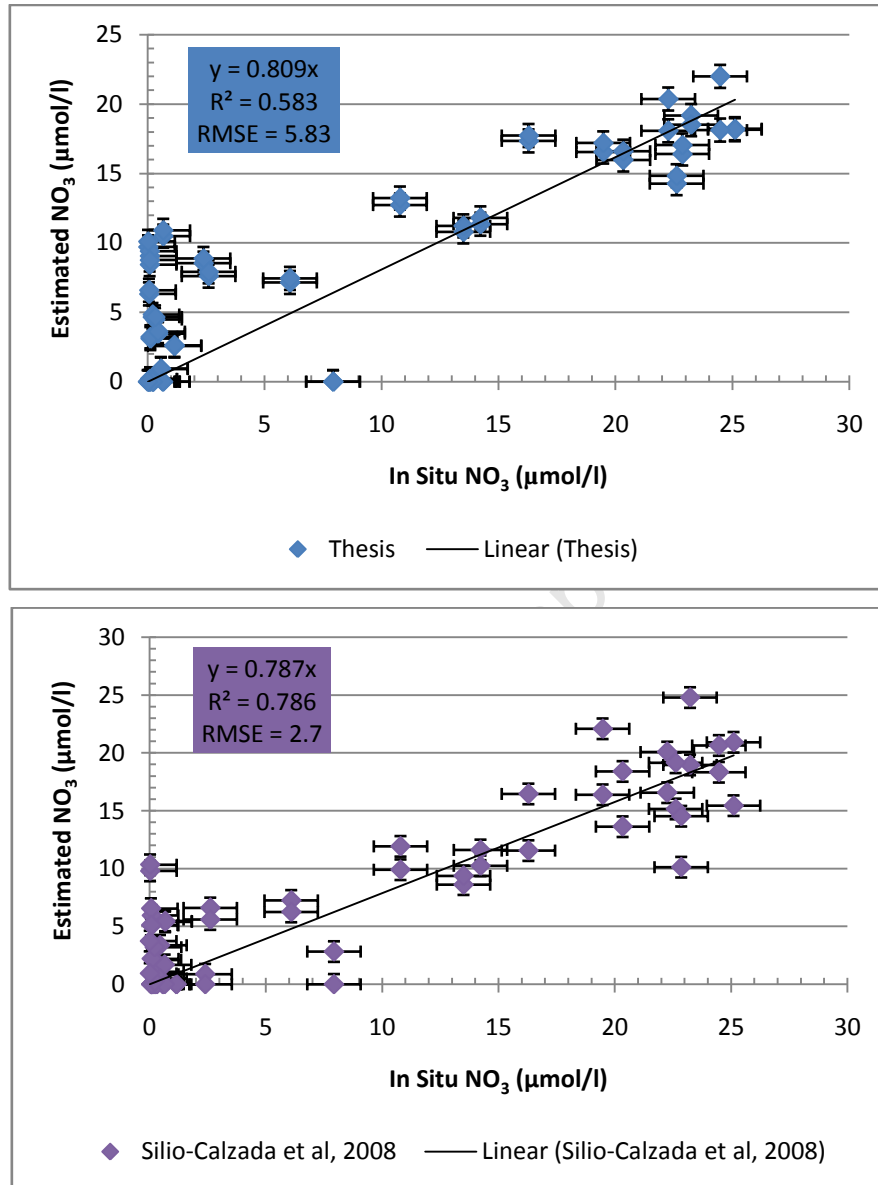 25
20
15
10
5
0
Estimated NO₃ (µmol/l)
y = 0.809x
R² = 0.583
RMSE = 5.83
0 5 10 15 20 25 30
In Situ NO₃ (µmol/l)
Thesis Linear (Thesis)
30
25
20
15
10
5
0
Estimated NO₃ (µmol/l)
y = 0.787x
R² = 0.786
RMSE = 2.7
0 5 10 15 20 25 30
In Situ NO₃ (µmol/l)
Silio-Calzada et al, 2008 Linear (Silio-Calzada et al, 2008)